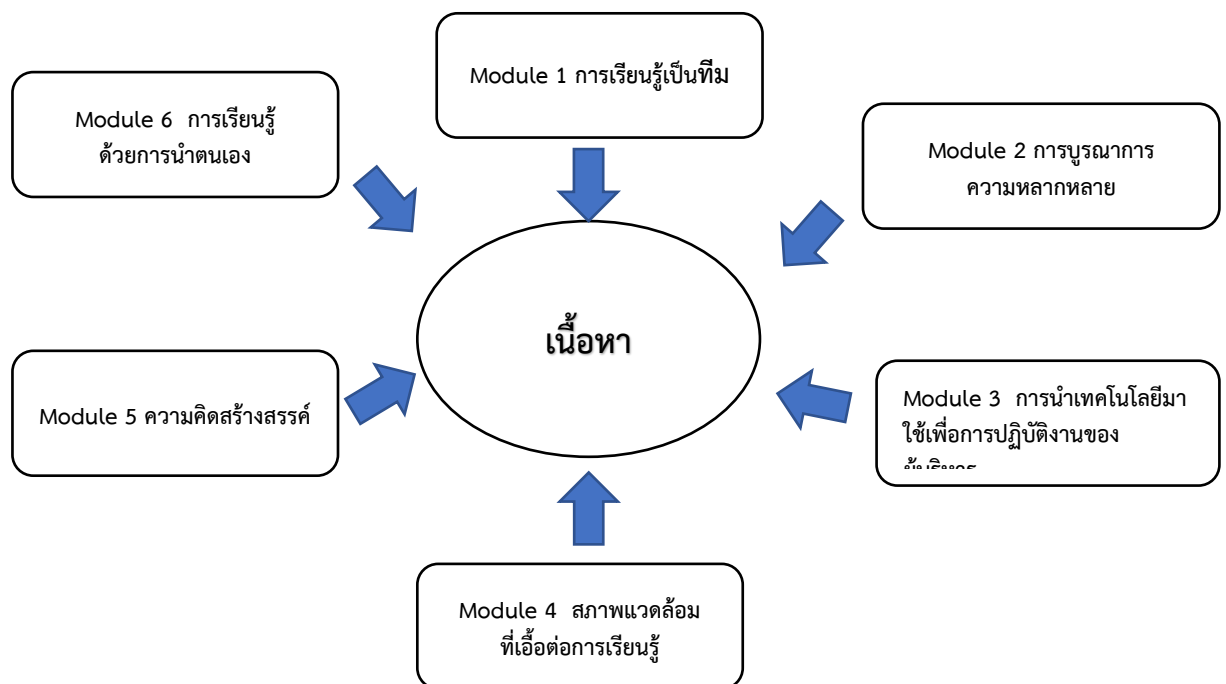 Module 1 การเรียนรู้เป็นทีม
Module 6 การเรียนรู้
ด้วยการนำตนเอง
Module 2 การบูรณาการ
ความหลากหลาย
เนื้อหา
Module 5 ความคิดสร้างสรรค์
Module 3 การนำเทคโนโลยีมา
ใช้เพื่อการปฏิบัติงานของ
Module 4 สภาพแวดล้อม
ที่เอื้อต่อการเรียนรู้